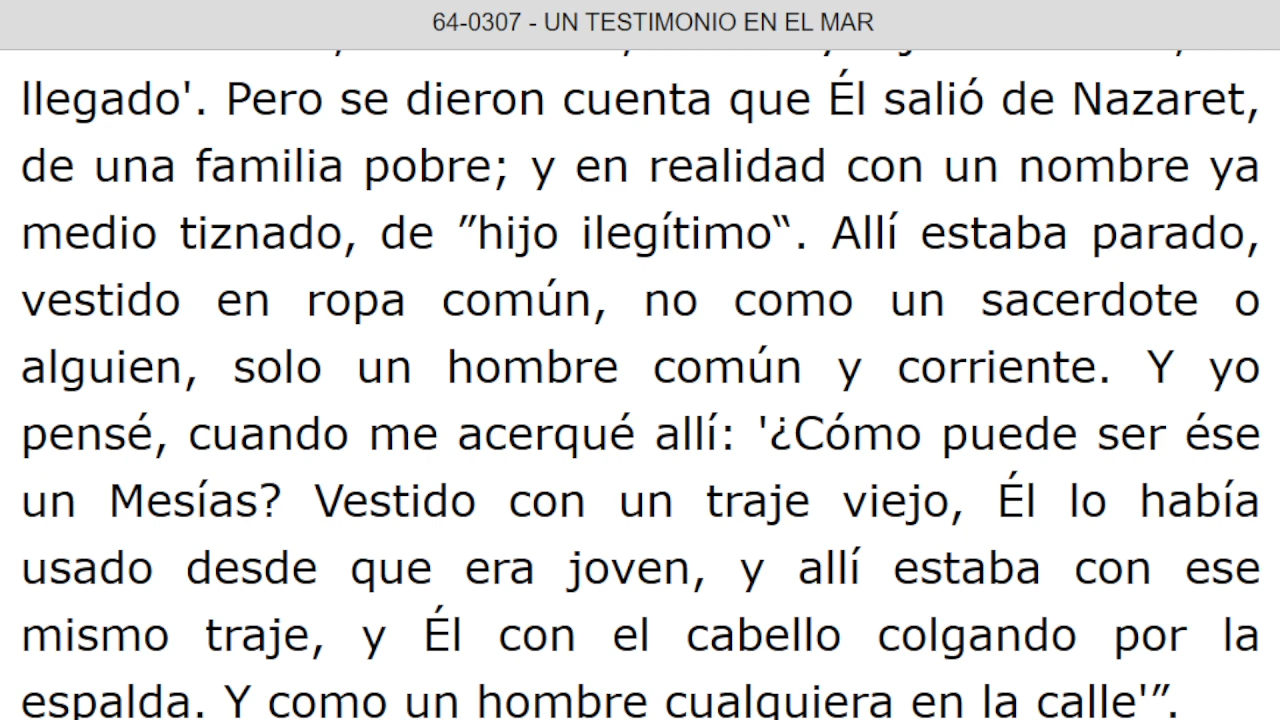 64-0307 - UN TESTIMONIO EN EL MAR
llegado'. Pero se dieron cuenta que Él salió de Nazaret,
de una familia pobre; y en realidad con un nombre ya
medio tiznado, de ”hijo ilegítimo“. Allí estaba parado,
vestido en ropa común, no como un sacerdote o
alguien, solo un hombre común y corriente. Y yo
pensé, cuando me acerqué allí: '¿Cómo puede ser ése
un Mesías? Vestido con un traje viejo, Él lo había
usado desde que era joven, y allí estaba con ese
mismo traje, y Él con el cabello colgando por la
espalda. Y como un hombre cualquiera en la calle'”.